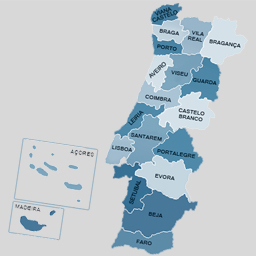 VIANA
CASTELO
BRAGA
VILA
REAL
BRAGANÇA
PORTO
AVEIRO
VISEU
GUARDA
COIMBRA
CASTELO
BRANCO
LEIRIA
SANTAREM
LISBOA
PORTALEGRE
AÇORES
EVORA
SETUBAL
MADEIRA
BEJA
FARO